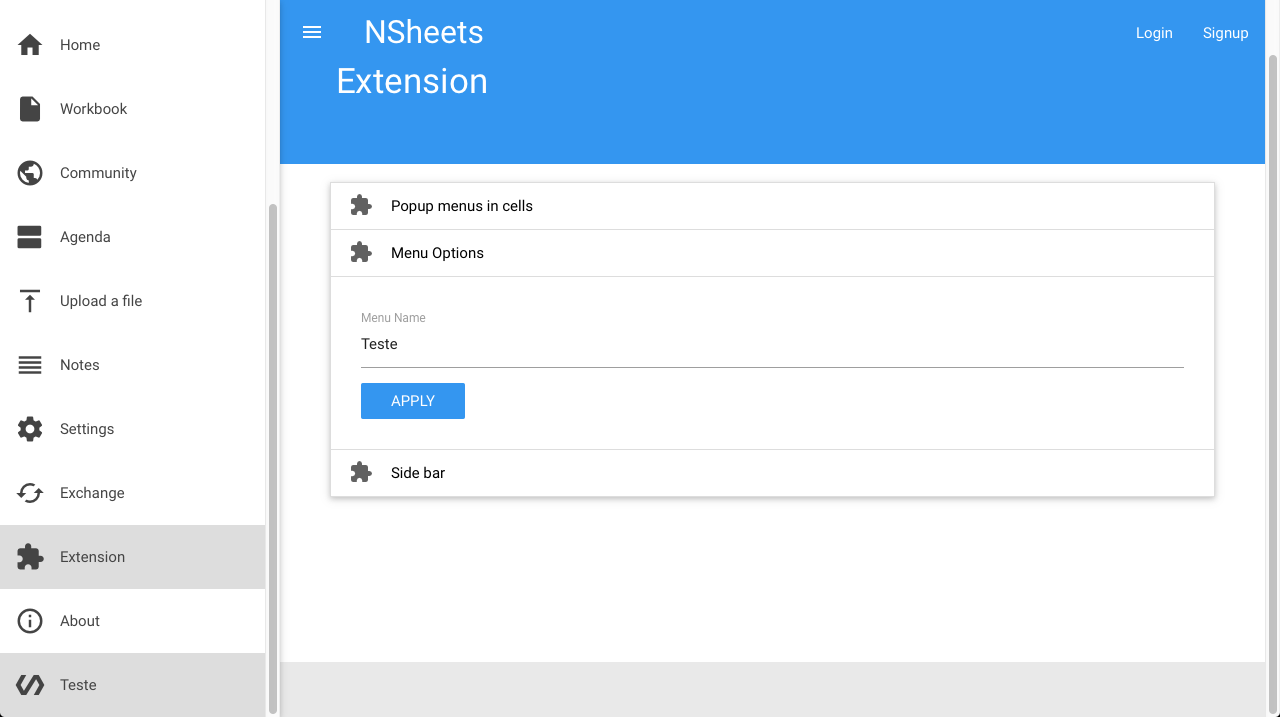 Home
Workbook
Community
Agenda
Upload a file
Notes
Settings
Exchange
Extension
About
Teste
NSheets
Login
Signup
Extension
Popup menus in cells
Menu Options
Menu Name
Teste
APPLY
Side bar